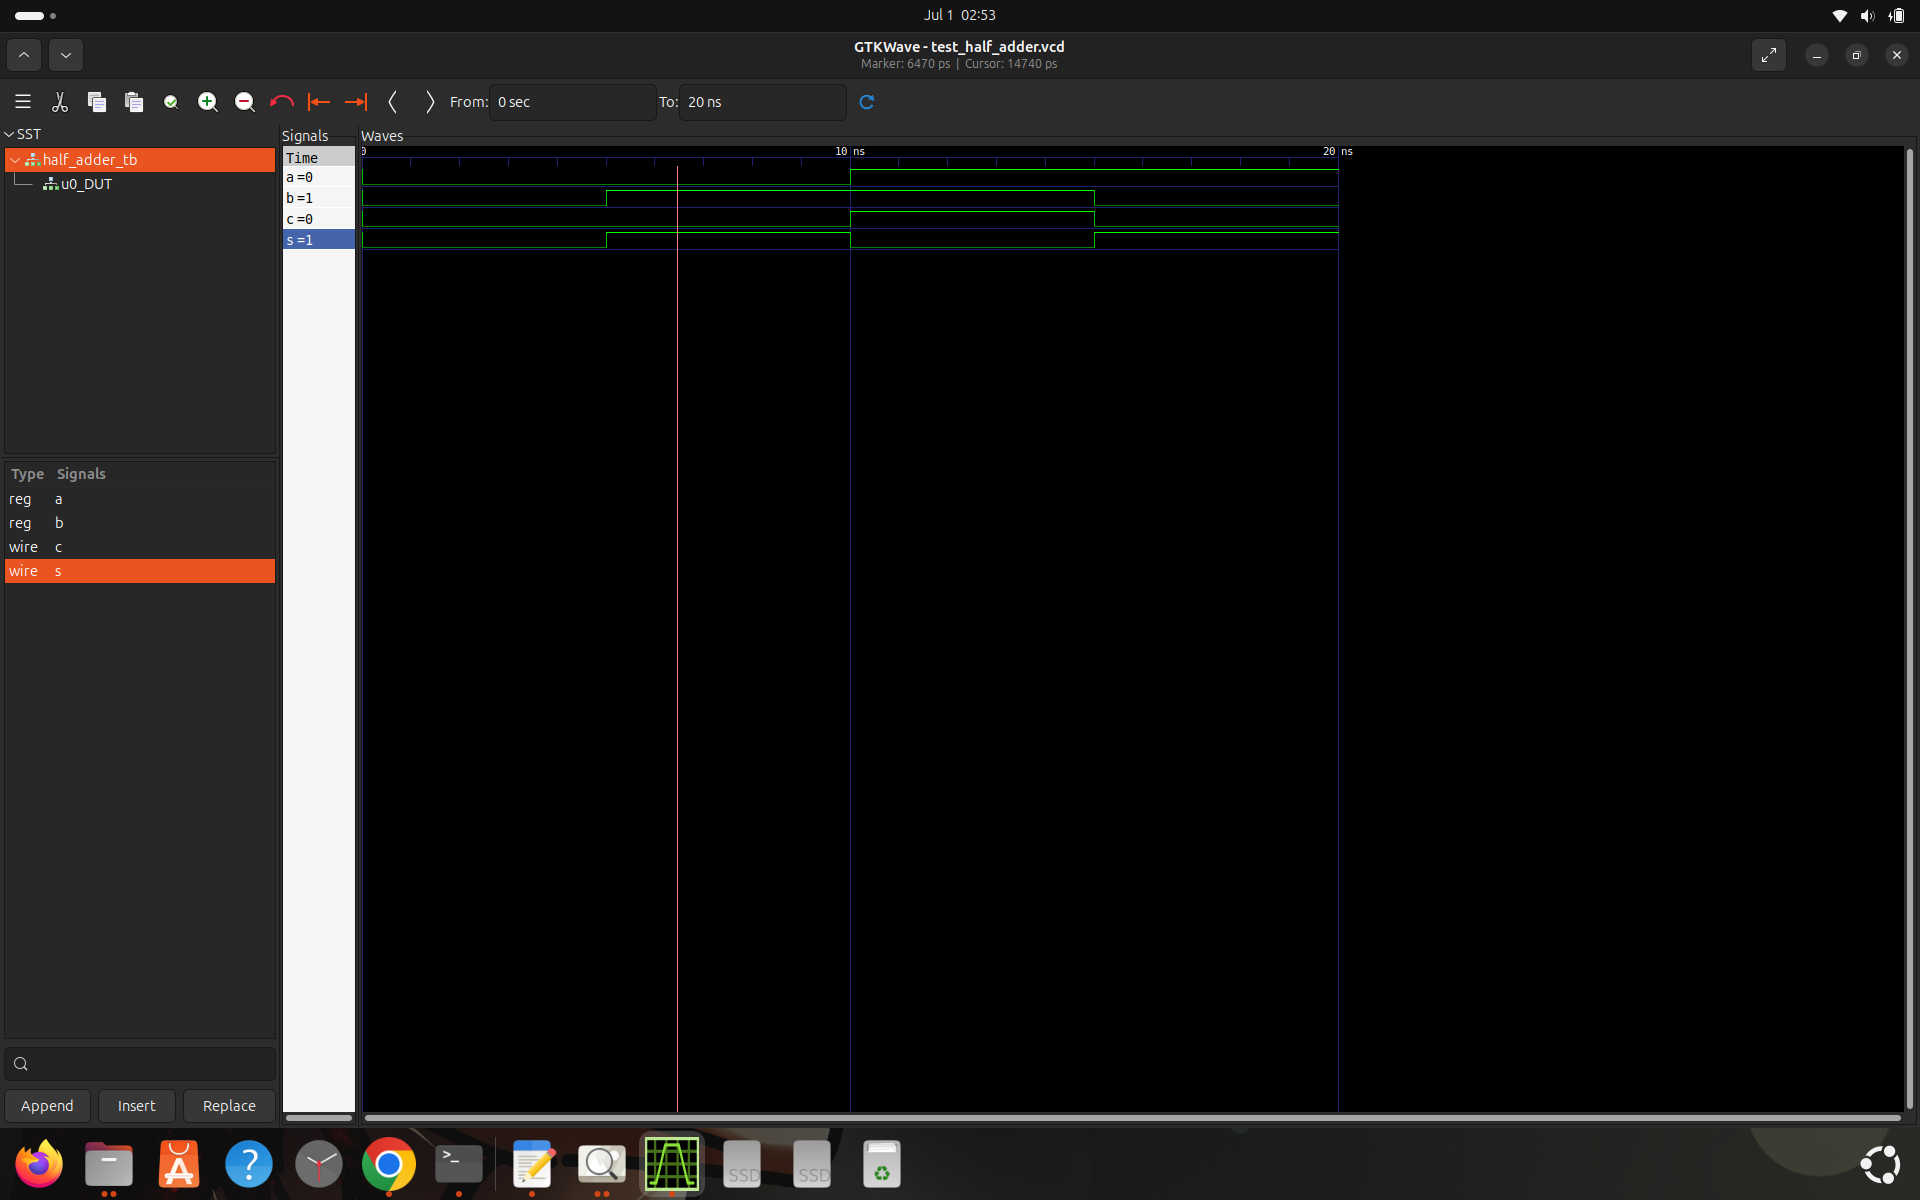 Jul 1 02:53
GTKWave - test_half_adder.vcd
Marker: 6470 ps | Cursor: 14740 ps
From: 0 sec To: 20 ns
SST
half_adder_tb
u0_DUT
Type Signals
reg a
reg b
wire c
wire s
Append Insert Replace
Signals
Time
a=0
b=1
c=0
s=1
Waves
0 10 ns 20 ns
>_
SSD SSD